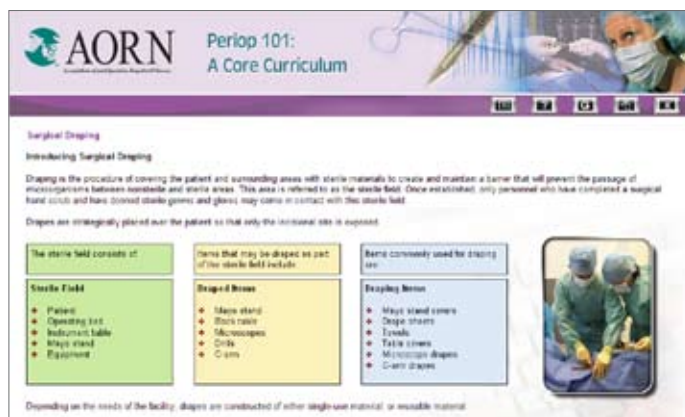 AORN
Periop 101:
A Core Curriculum
Surgical Draping
Introducing Surgical Draping
Draping is the procedure of covering the patient and surrounding areas with sterile materials to create and maintain a barrier that will prevent the passage of
microorganisms between nonsterile and sterile areas. This area is referred to as the sterile field. Once established, only personnel who have completed a surgical
hand scrub and have donned sterile gowns and gloves may come in contact with this sterile field.
Drapes are strategically placed over the patient so that only the incisional site is exposed.
The sterile field consists of
Sterile Field
Patient
Operating bed
Instrument table
Mayo stand
Equipment
Items that may be draped as part
of the sterile field include
Draped Items
Mayo stand
Back table
Microscopes
Drills
C-arm
Items commonly used for draping
are
Draping Items
Mayo stand covers
Drape sheets
Towels
Table covers
Microscope drapes
C-arm drapes
Depending on the needs of the facility, drapes are constructed of either single-use material or reusable material